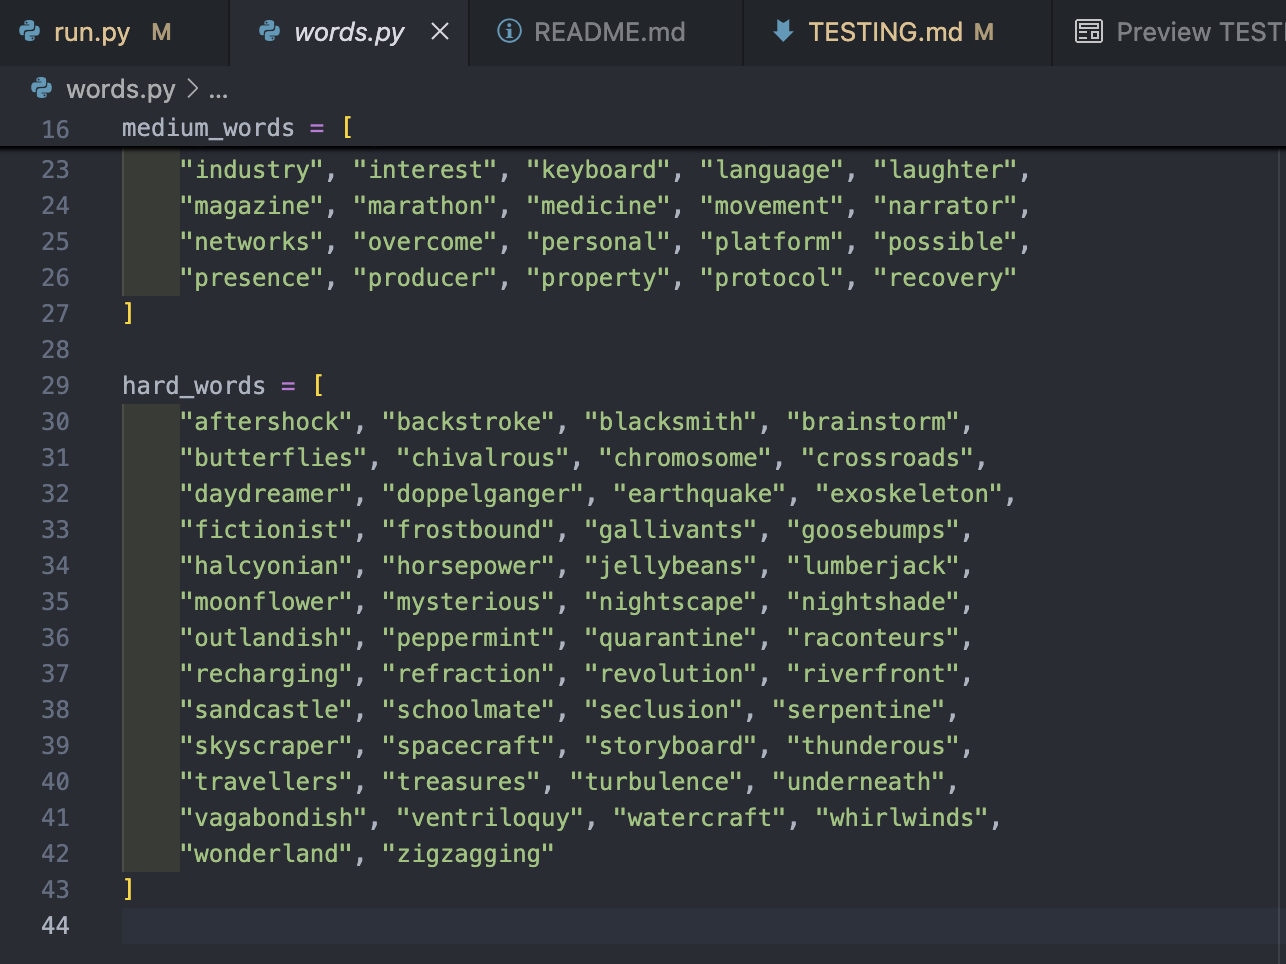 run.py M words.py × README.md TESTING.md M Preview TESTI
words.py > ...
16 medium_words = [
23 "industry", "interest", "keyboard", "language", "laughter",
24 "magazine", "marathon", "medicine", "movement", "narrator",
25 "networks", "overcome", "personal", "platform", "possible",
26 "presence", "producer", "property", "protocol", "recovery"
27 ]
28
29 hard_words = [
30 "aftershock", "backstroke", "blacksmith", "brainstorm",
31 "butterflies", "chivalrous", "chromosome", "crossroads",
32 "daydreamer", "doppelganger", "earthquake", "exoskeleton",
33 "fictionist", "frostbound", "gallivants", "goosebumps",
34 "halcyonian", "horsepower", "jellybeans", "lumberjack",
35 "moonflower", "mysterious", "nightscape", "nightshade",
36 "outlandish", "peppermint", "quarantine", "raconteurs",
37 "recharging", "refraction", "revolution", "riverfront",
38 "sandcastle", "schoolmate", "seclusion", "serpentine",
39 "skyscraper", "spacecraft", "storyboard", "thunderous",
40 "travellers", "treasures", "turbulence", "underneath",
41 "vagabondish", "ventriloquy", "watercraft", "whirlwinds",
42 "wonderland", "zigzagging"
43 ]
44